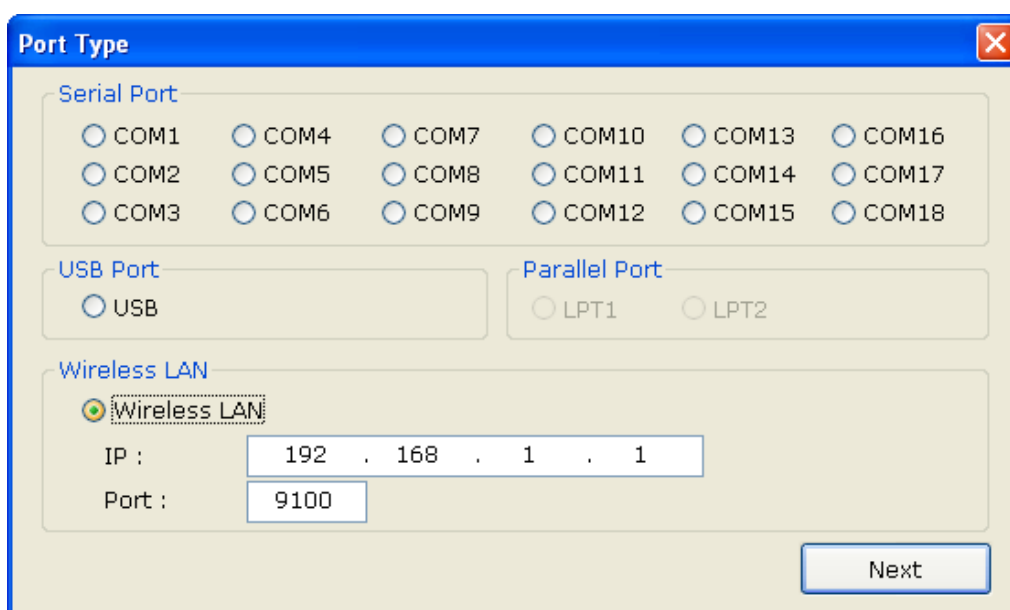 Port Type
Serial Port
COM1 COM4 COM7 COM10 COM13 COM16
COM2 COM5 COM8 COM11 COM14 COM17
COM3 COM6 COM9 COM12 COM15 COM18
USB Port Parallel Port
USB LPT1 LPT2
Wireless LAN
Wireless LAN
IP : 192 . 168 . 1 . 1
Port : 9100
Next